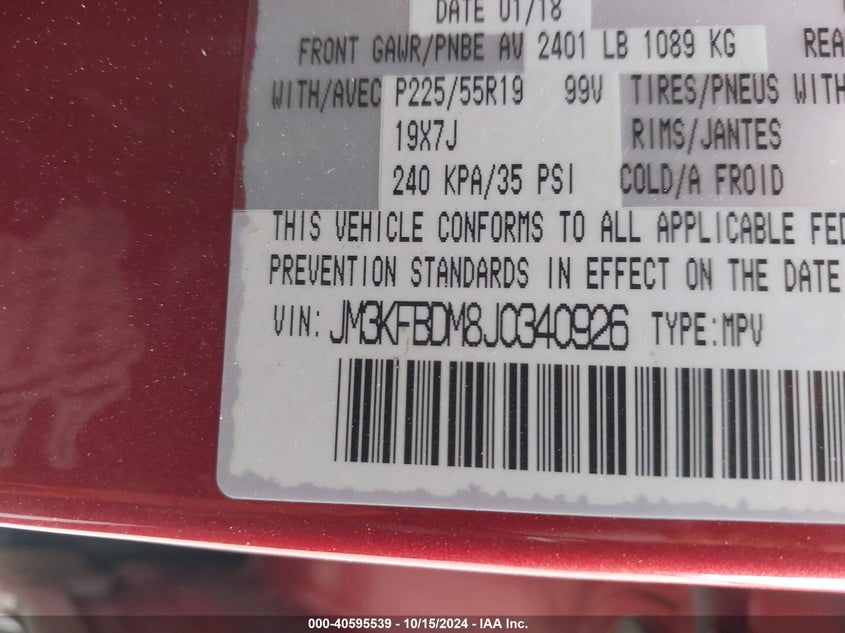 DATE 01/18
FRONT GAWR/PNBE AV 2401 LB 1089 KG REA
WITH/AVEC P225/55R19 99V TIRES/PNEUS WITH
19X7J RIMS/JANTES
240 KPA/35 PSI COLD/A FROID
THIS VEHICLE CONFORMS TO ALL APPLICABLE FED
PREVENTION STANDARDS IN EFFECT ON THE DATE
VIN: JM3KFBDM8J0340926 TYPE:MPV
000-40595539 - 10/15/2024 - IAA Inc.